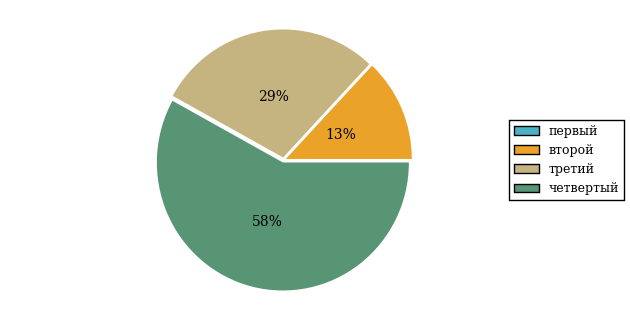 29%
13%
58%
первый
второй
третий
четвертый